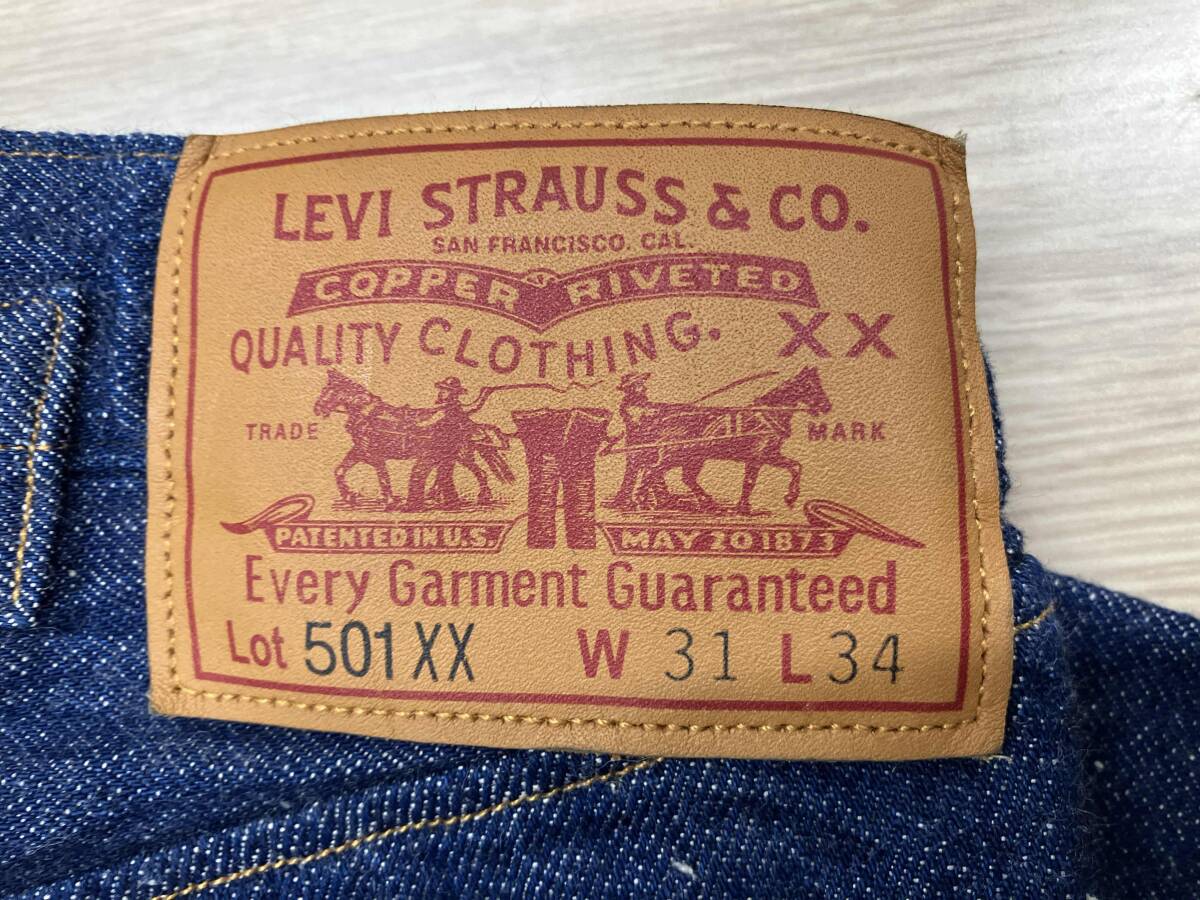 LEVI STRAUSS & CO.
SAN FRANCISCO. CAL.
COPPER RIVETED
QUALITY CLOTHING. XX
TRADE MARK
PATENTED IN U.S. MAY 20 1873
Every Garment Guaranteed
Lot 501XX W 31 L 34